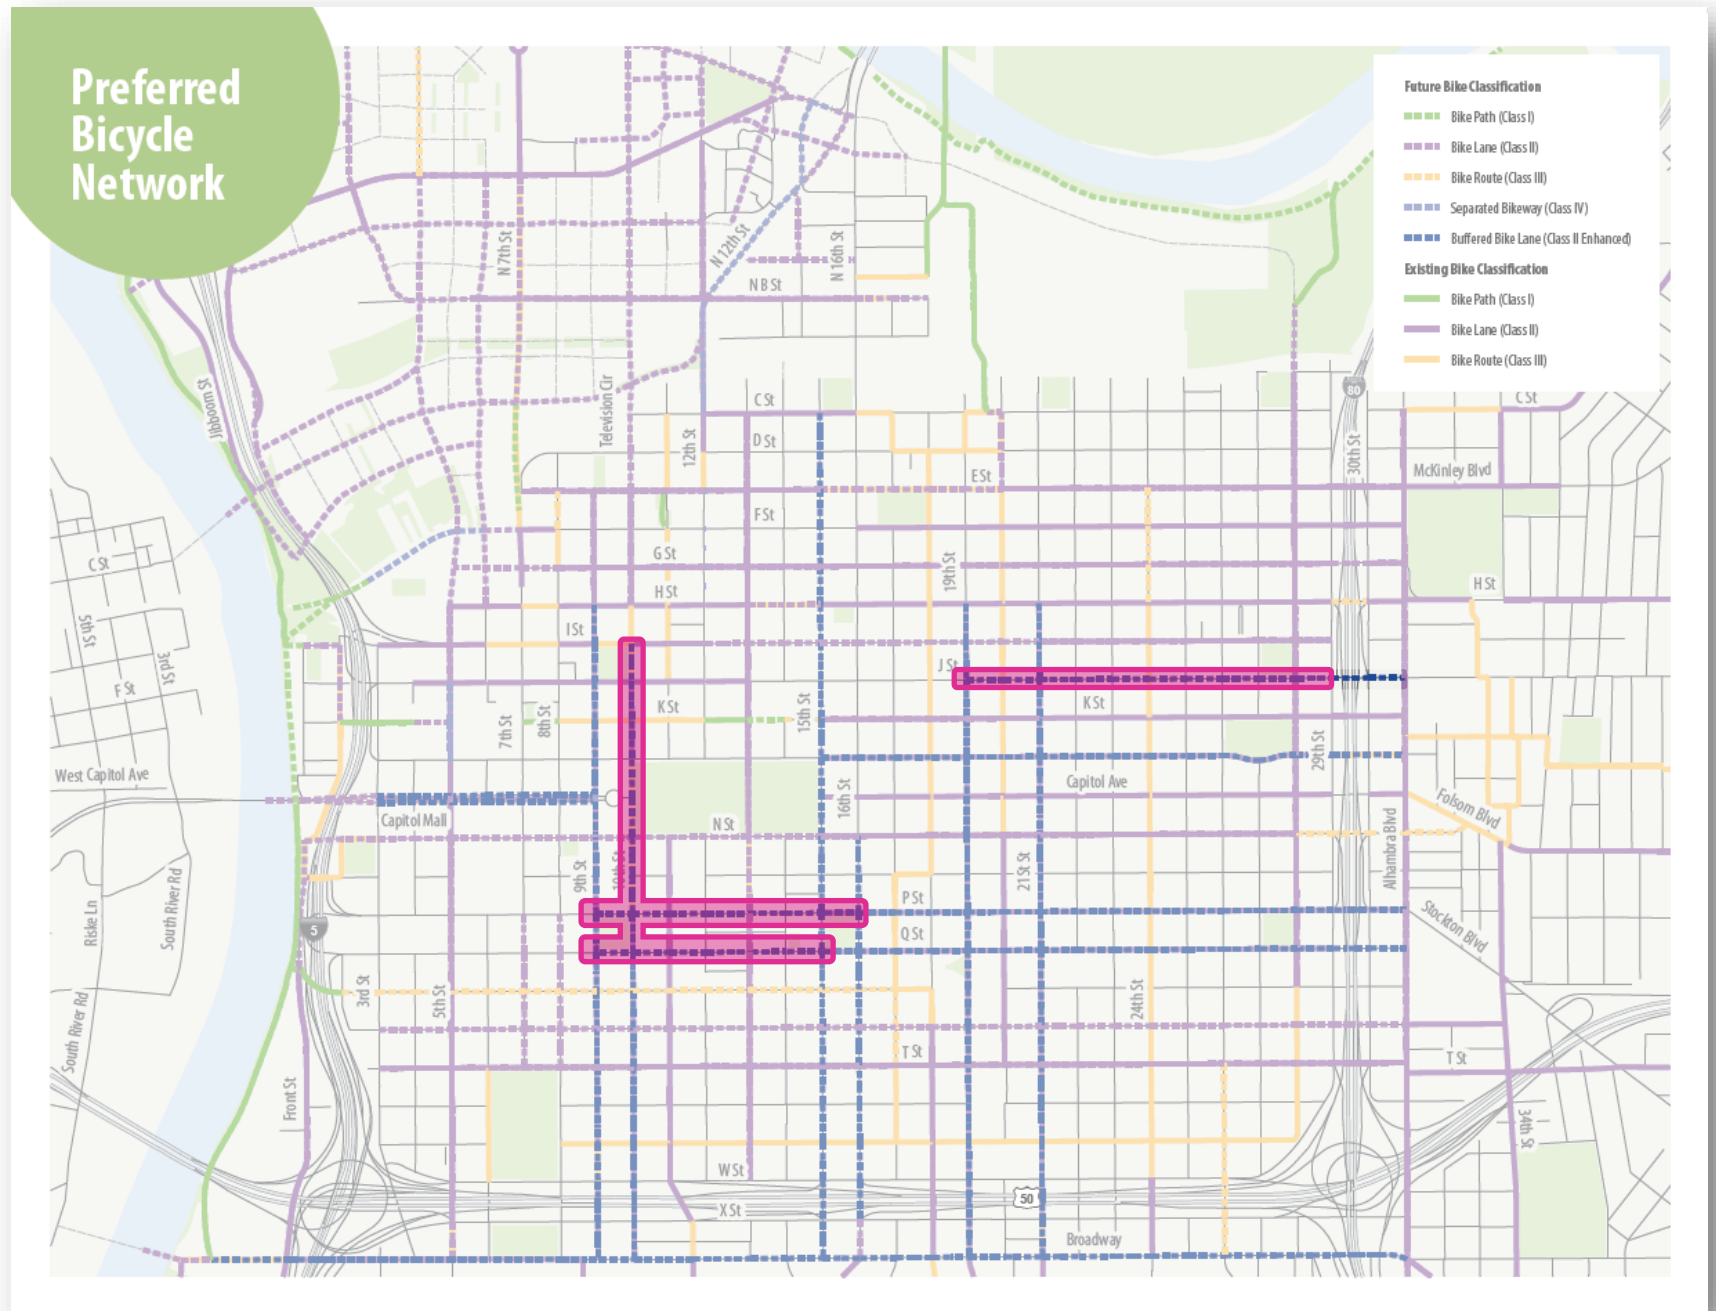 Preferred
Bicycle
Network
Future Bike Classification
Bike Path (Class I)
Bike Lane (Class II)
Bike Route (Class III)
Separated Bikeway (Class IV)
Buffered Bike Lane (Class II Enhanced)
Existing Bike Classification
Bike Path (Class I)
Bike Lane (Class II)
Bike Route (Class III)
N 7th St
N 12th St
N 16th St
N B St
Jibboom St
Television Cir
12th St
C St
D St
E St
F St
G St
H St
I St
J St
K St
K St
80
30th St
C St
McKinley Blvd
H St
19th St
C St
5th St
3rd St
F St
7th St
8th St
15th St
16th St
29th St
West Capitol Ave
Capitol Mall
Capitol Ave
N St
Folsom Blvd
Alhambra Blvd
9th St
10th St
21 St St
P St
Q St
Stockton Blvd
Riske Ln
South River Rd
5
South River Rd
3rd St
5th St
24th St
T St
T St
Front St
34th St
W St
50
X St
Broadway